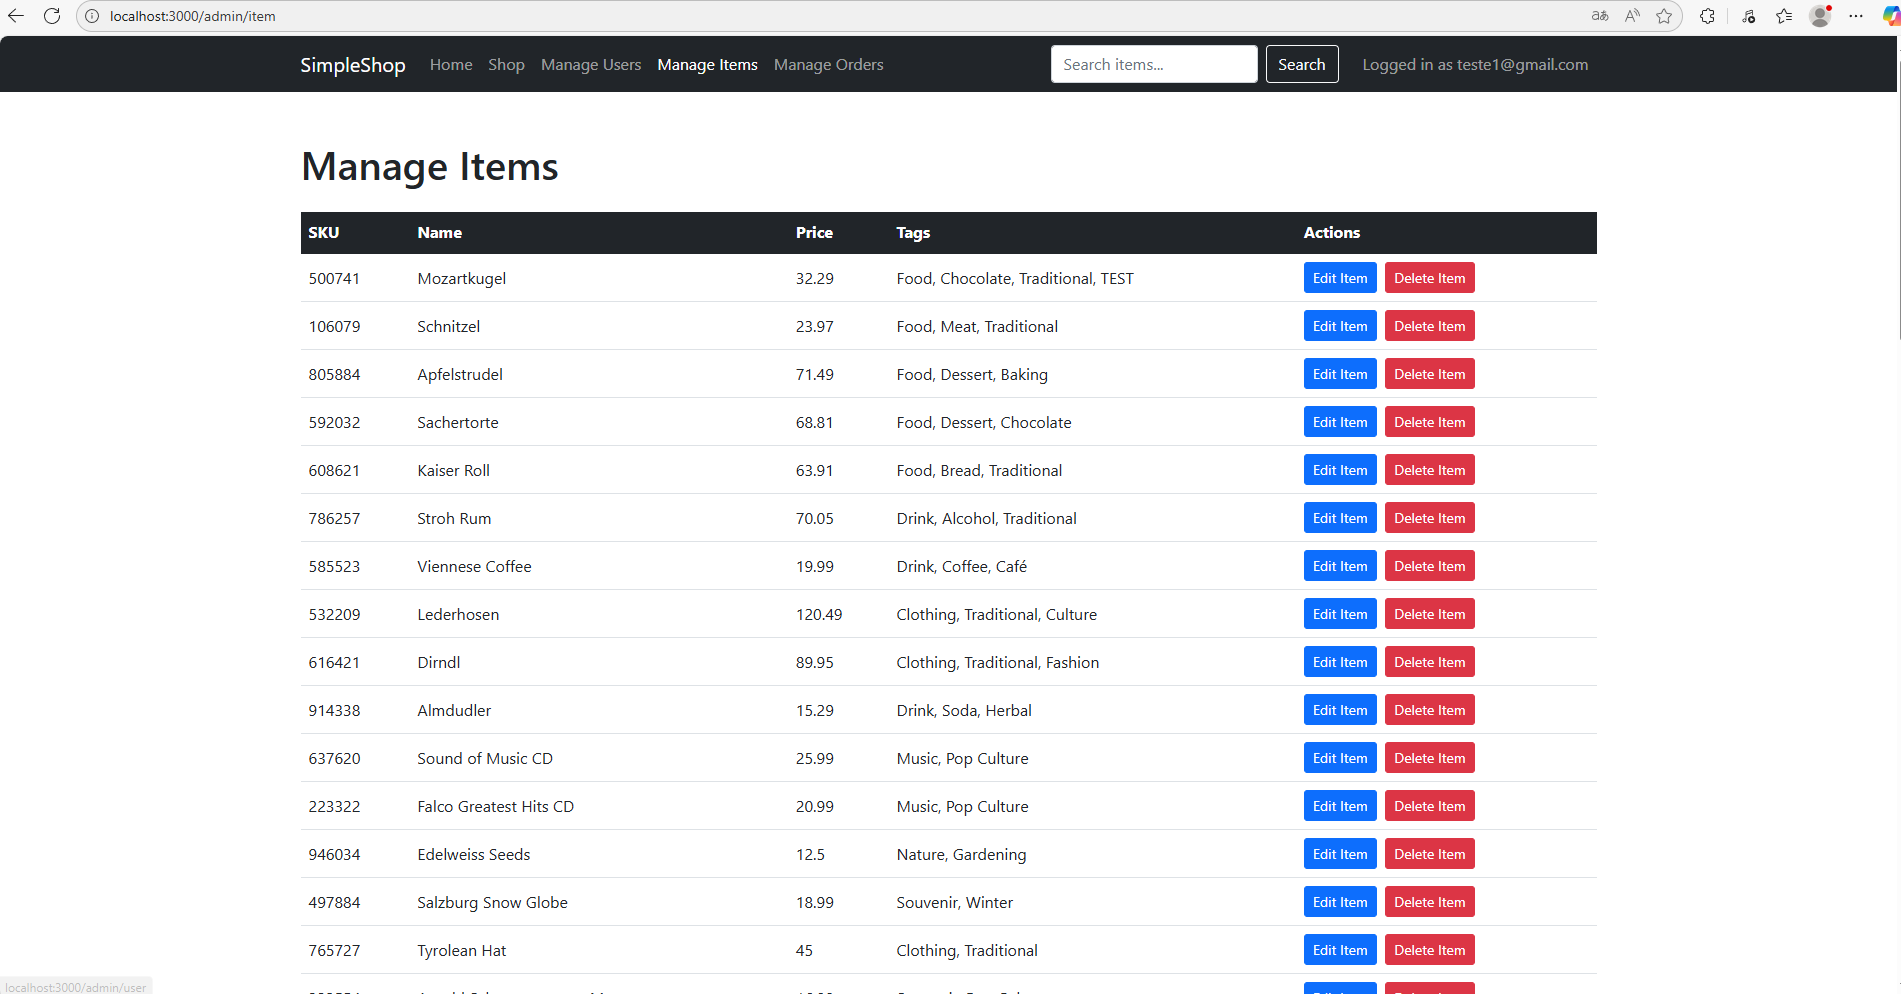 localhost:3000/admin/item
SimpleShop Home Shop Manage Users Manage Items Manage Orders Search items... Search Logged in as teste1@gmail.com
Manage Items
SKU Name Price Tags Actions
500741 Mozartkugel 32.29 Food, Chocolate, Traditional, TEST Edit Item Delete Item
106079 Schnitzel 23.97 Food, Meat, Traditional Edit Item Delete Item
805884 Apfelstrudel 71.49 Food, Dessert, Baking Edit Item Delete Item
592032 Sachertorte 68.81 Food, Dessert, Chocolate Edit Item Delete Item
608621 Kaiser Roll 63.91 Food, Bread, Traditional Edit Item Delete Item
786257 Stroh Rum 70.05 Drink, Alcohol, Traditional Edit Item Delete Item
585523 Viennese Coffee 19.99 Drink, Coffee, Café Edit Item Delete Item
532209 Lederhosen 120.49 Clothing, Traditional, Culture Edit Item Delete Item
616421 Dirndl 89.95 Clothing, Traditional, Fashion Edit Item Delete Item
914338 Almdudler 15.29 Drink, Soda, Herbal Edit Item Delete Item
637620 Sound of Music CD 25.99 Music, Pop Culture Edit Item Delete Item
223322 Falco Greatest Hits CD 20.99 Music, Pop Culture Edit Item Delete Item
946034 Edelweiss Seeds 12.5 Nature, Gardening Edit Item Delete Item
497884 Salzburg Snow Globe 18.99 Souvenir, Winter Edit Item Delete Item
765727 Tyrolean Hat 45 Clothing, Traditional Edit Item Delete Item
localhost:3000/admin/user